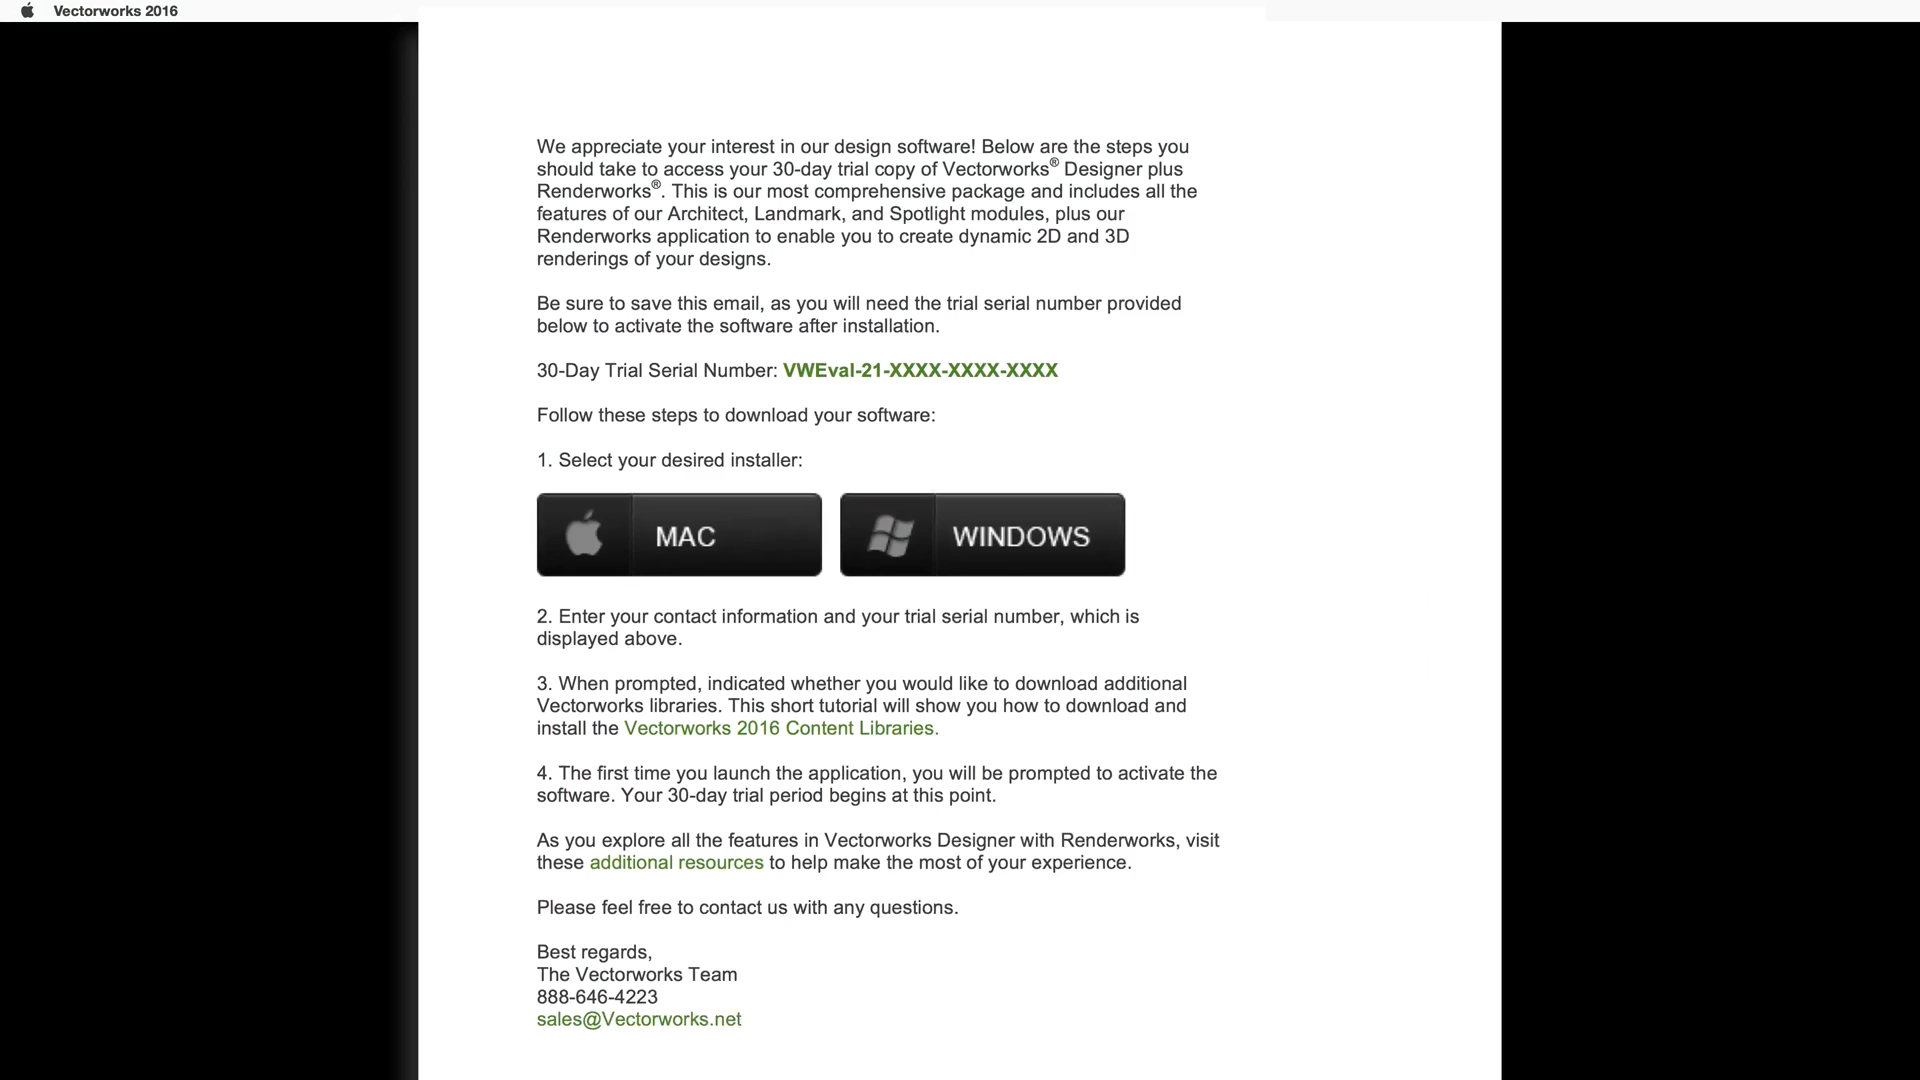 Vectorworks 2016
We appreciate your interest in our design software! Below are the steps you
should take to access your 30-day trial copy of Vectorworks® Designer plus
Renderworks®. This is our most comprehensive package and includes all the
features of our Architect, Landmark, and Spotlight modules, plus our
Renderworks application to enable you to create dynamic 2D and 3D
renderings of your designs.
Be sure to save this email, as you will need the trial serial number provided
below to activate the software after installation.
30-Day Trial Serial Number: VWEval-21-XXXX-XXXX-XXXX
Follow these steps to download your software:
1. Select your desired installer:
MAC WINDOWS
2. Enter your contact information and your trial serial number, which is
displayed above.
3. When prompted, indicated whether you would like to download additional
Vectorworks libraries. This short tutorial will show you how to download and
install the Vectorworks 2016 Content Libraries.
4. The first time you launch the application, you will be prompted to activate the
software. Your 30-day trial period begins at this point.
As you explore all the features in Vectorworks Designer with Renderworks, visit
these additional resources to help make the most of your experience.
Please feel free to contact us with any questions.
Best regards,
The Vectorworks Team
888-646-4223
sales@Vectorworks.net